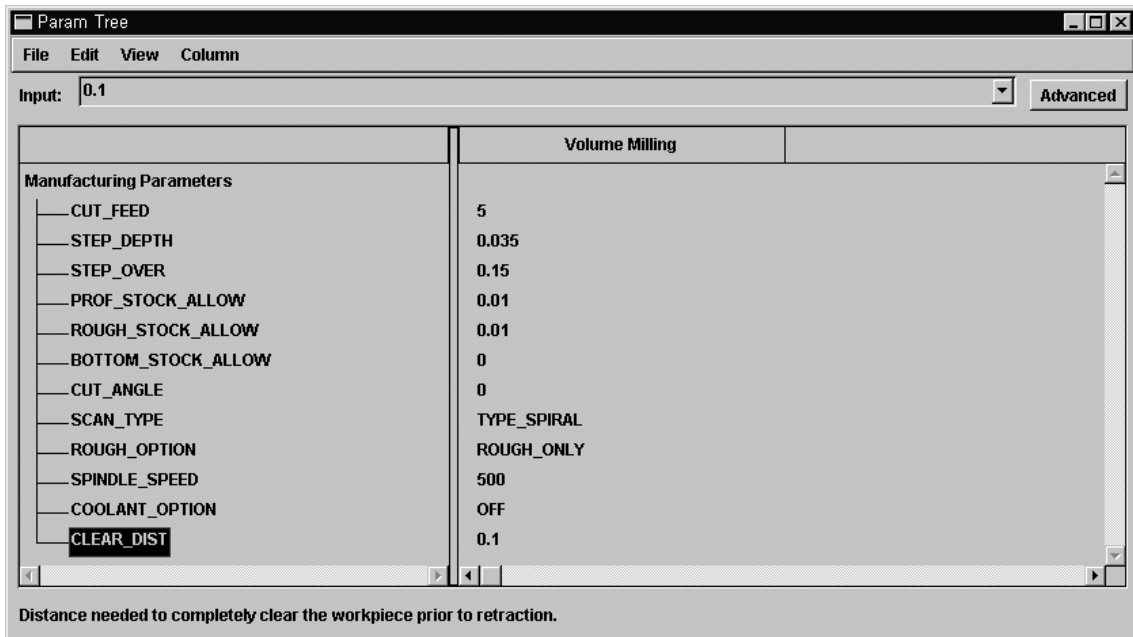 Param Tree
File Edit View Column
Input: 0.1 Advanced
Volume Milling
Manufacturing Parameters
CUT_FEED 5
STEP_DEPTH 0.035
STEP_OVER 0.15
PROF_STOCK_ALLOW 0.01
ROUGH_STOCK_ALLOW 0.01
BOTTOM_STOCK_ALLOW 0
CUT_ANGLE 0
SCAN_TYPE TYPE_SPIRAL
ROUGH_OPTION ROUGH_ONLY
SPINDLE_SPEED 500
COOLANT_OPTION OFF
CLEAR_DIST 0.1
Distance needed to completely clear the workpiece prior to retraction.